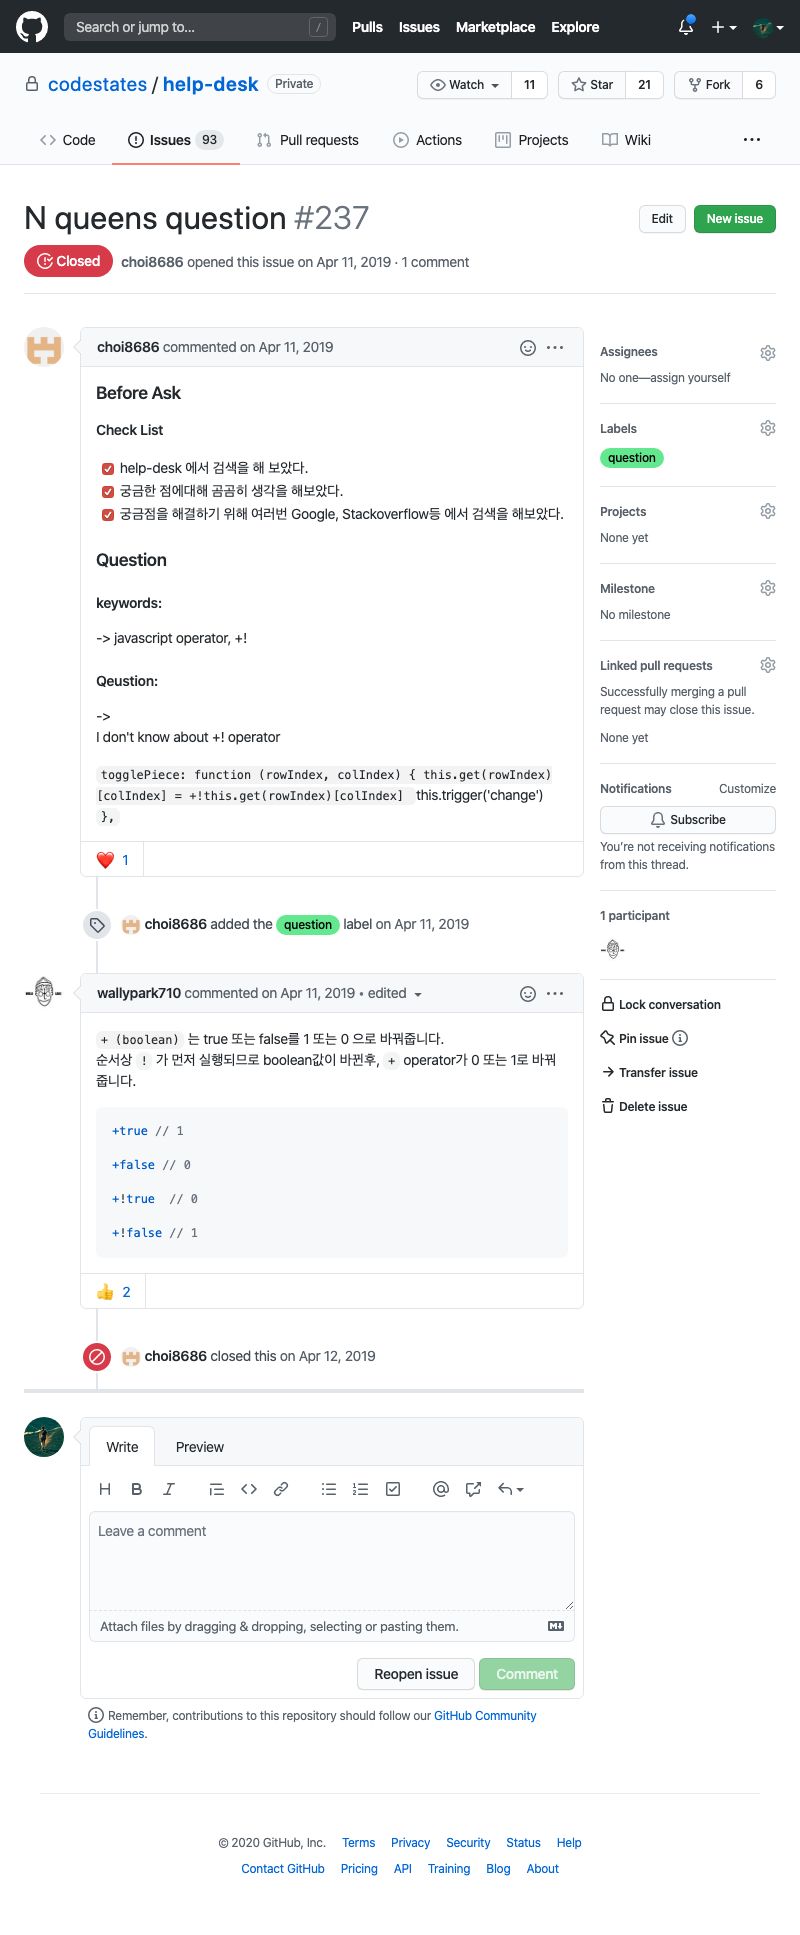 Search or jump to...
/
Pulls Issues Marketplace Explore
codestates / help-desk Private
Watch 11 Star 21 Fork 6
Code Issues 93 Pull requests Actions Projects Wiki ...
N queens question #237
Edit New issue
Closed choi8686 opened this issue on Apr 11, 2019 · 1 comment
choi8686 commented on Apr 11, 2019
Before Ask
Check List
help-desk 에서 검색을 해 보았다.
궁금한 점에대해 곰곰히 생각을 해보았다.
궁금점을 해결하기 위해 여러번 Google, Stackoverflow등 에서 검색을 해보았다.
Question
keywords:
-> javascript operator, +!
Qeustion:
->
I don't know about +! operator
togglePiece: function (rowIndex, colIndex) { this.get(rowIndex)
[colIndex] = +!this.get(rowIndex)[colIndex] this.trigger('change')
},
❤️ 1
choi8686 added the question label on Apr 11, 2019
wallypark710 commented on Apr 11, 2019 • edited
+ (boolean) 는 true 또는 false를 1 또는 0 으로 바꿔줍니다.
순서상 ! 가 먼저 실행되므로 boolean값이 바뀐후, + operator가 0 또는 1로 바꿔
줍니다.
+true // 1
+false // 0
+!true  // 0
+!false // 1
👍 2
choi8686 closed this on Apr 12, 2019
Write Preview
Leave a comment
Attach files by dragging & dropping, selecting or pasting them.
Reopen issue Comment
Remember, contributions to this repository should follow our GitHub Community
Guidelines.
Assignees
No one—assign yourself
Labels
question
Projects
None yet
Milestone
No milestone
Linked pull requests
Successfully merging a pull
request may close this issue.
None yet
Notifications Customize
Subscribe
You're not receiving notifications
from this thread.
1 participant
Lock conversation
Pin issue
Transfer issue
Delete issue
© 2020 GitHub, Inc. Terms Privacy Security Status Help
Contact GitHub Pricing API Training Blog About